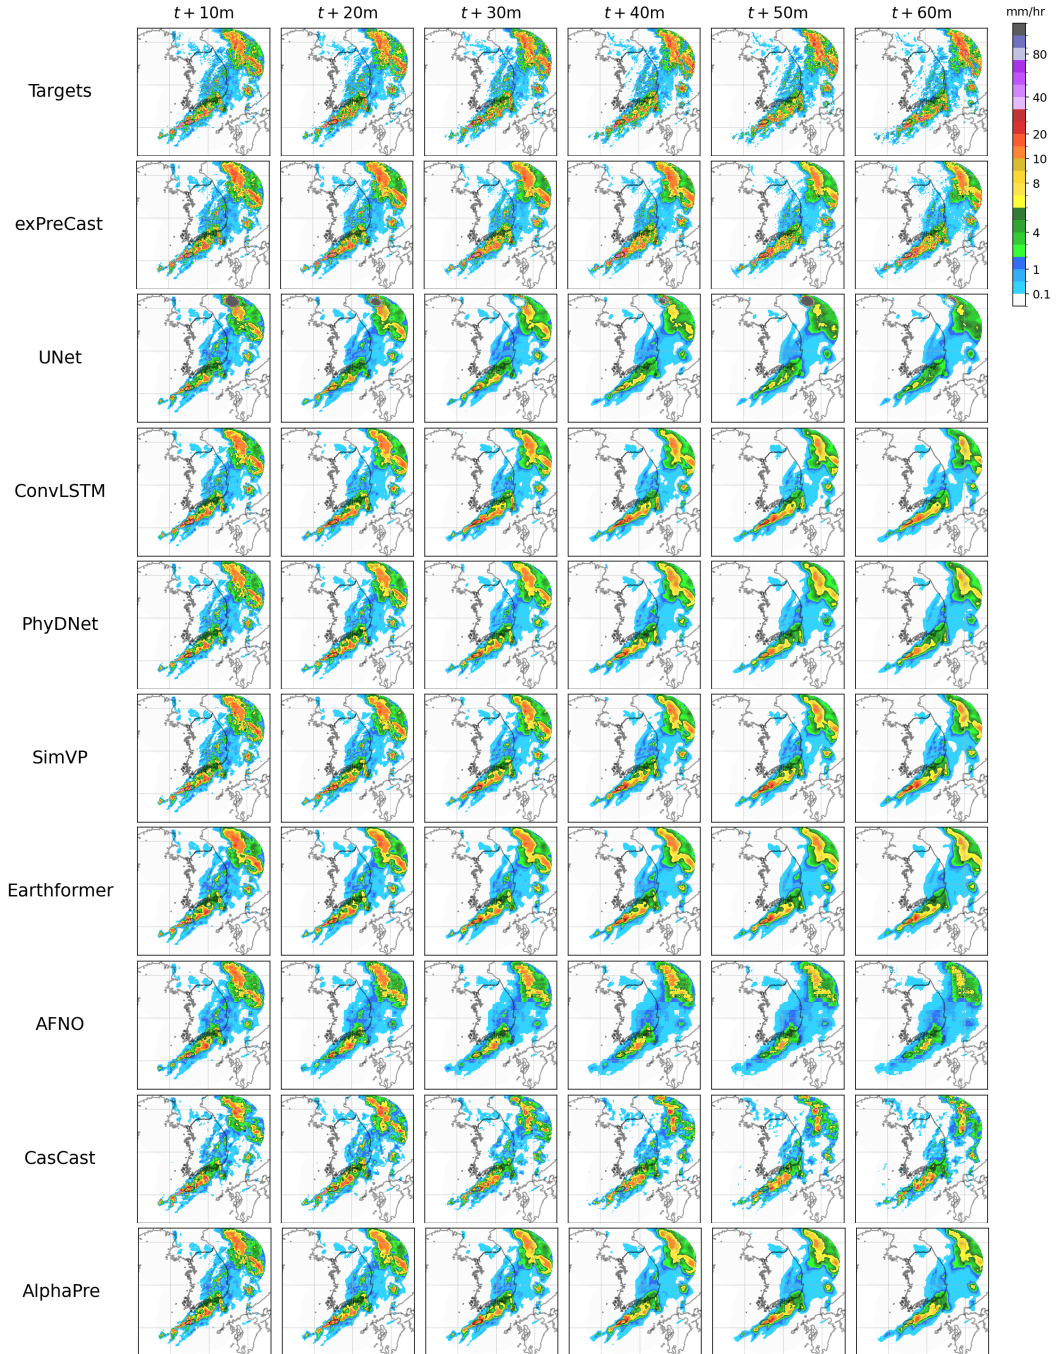 t + 10m t + 20m t + 30m t + 40m t + 50m t + 60m mm/hr
80
Targets
40
20
10
8
exPreCast
4
1
0.1
UNet
ConvLSTM
PhyDNet
SimVP
Earthformer
AFNO
CasCast
AlphaPre